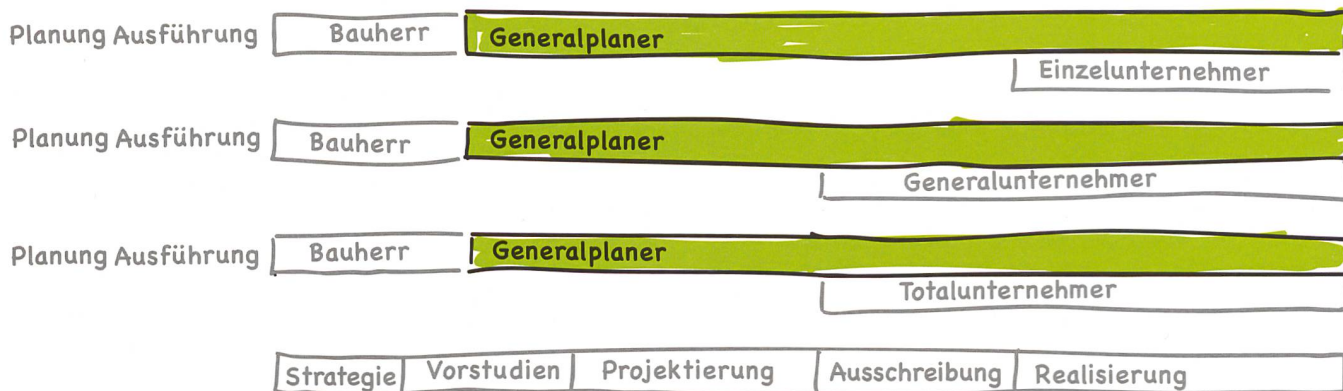 Planung Ausführung Bauherr Generalplaner
Einzelunternehmer
Planung Ausführung Bauherr Generalplaner
Generalunternehmer
Planung Ausführung Bauherr Generalplaner
Totalunternehmer
Strategie Vorstudien Projektierung Ausschreibung Realisierung